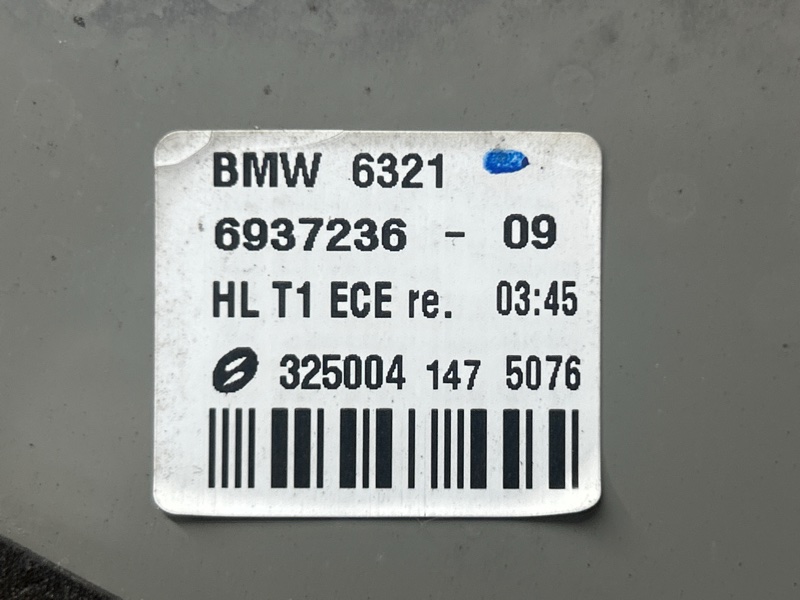 BMW 6321
6937236 - 09
HL T1 ECE re. 03:45
325004 147 5076